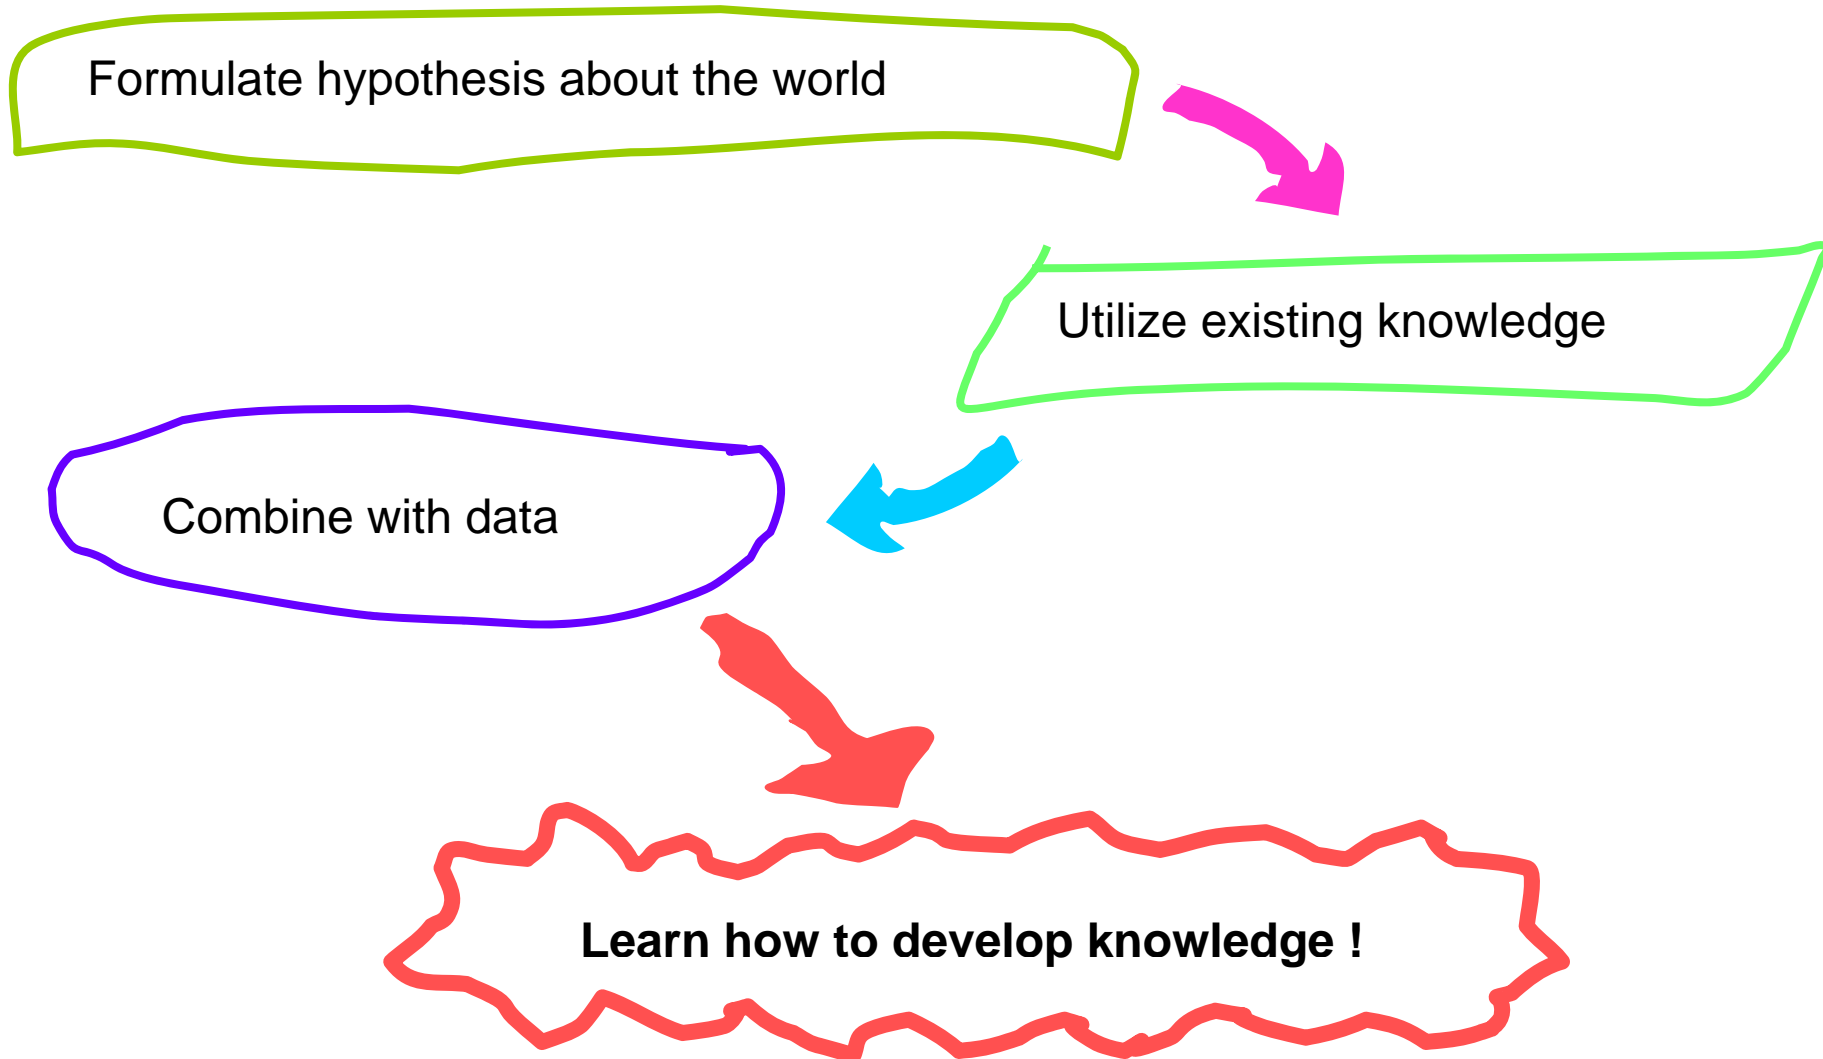 Formulate hypothesis about the world
Utilize existing knowledge
Combine with data
Learn how to develop knowledge !